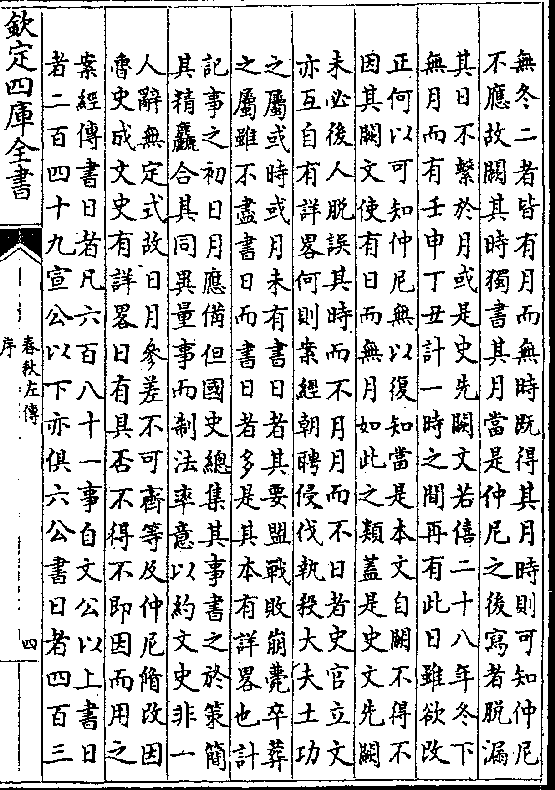 無冬二者皆有月而無時既得其月時則可知仲尼
不應故闕其時獨書其月當是仲尼之後寫者脱漏
其日不繫於月或是史先闕文若僖二十八年冬下
無月而有壬申丁丑計一時之間再有此日雖欲改
正何以可知仲尼無以復知當是本文自闕不得不
因其闕文使有日而無月如此之類蓋是史文先闕
未必後人脱誤其時而不月月而不日者史官立文
亦互自有詳畧何則案經朝聘侵伐執殺大夫土功
之屬或時或月未有書日者其要盟戰敗崩薨卒葬
之屬雖不盡書日而書日者多是其本有詳畧也計
記事之初日月應備但國史總集其事書之於策簡
其精麤合其同異量事而制法率意以約文史非一
人辭無定式故日月參差不可齊等及仲尼脩改因
魯史成文史有詳畧日有具否不得不即因而用之
案經傳書日者凡六百八十一事自文公以上書日
者二百四十九宣公以下亦俱六公書日者四百三
欽定四庫全書
春秋左傳
序
四